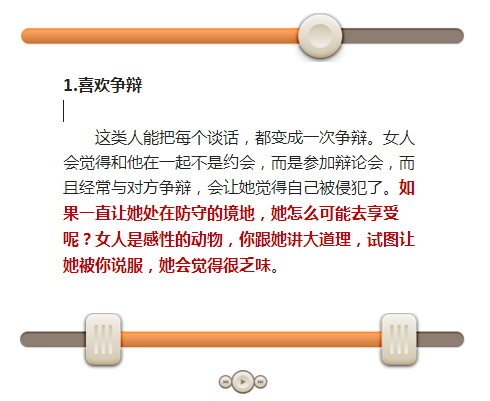 1.喜欢争辩
这类人能把每个谈话，都变成一次争辩。女人
会觉得和他在一起不是约会，而是参加辩论会，而
且经常与对方争辩，会让她觉得自己被侵犯了。如
果一直让她处在防守的境地，她怎么可能去享受
呢？女人是感性的动物，你跟她讲大道理，试图让
她被你说服，她会觉得很乏味。